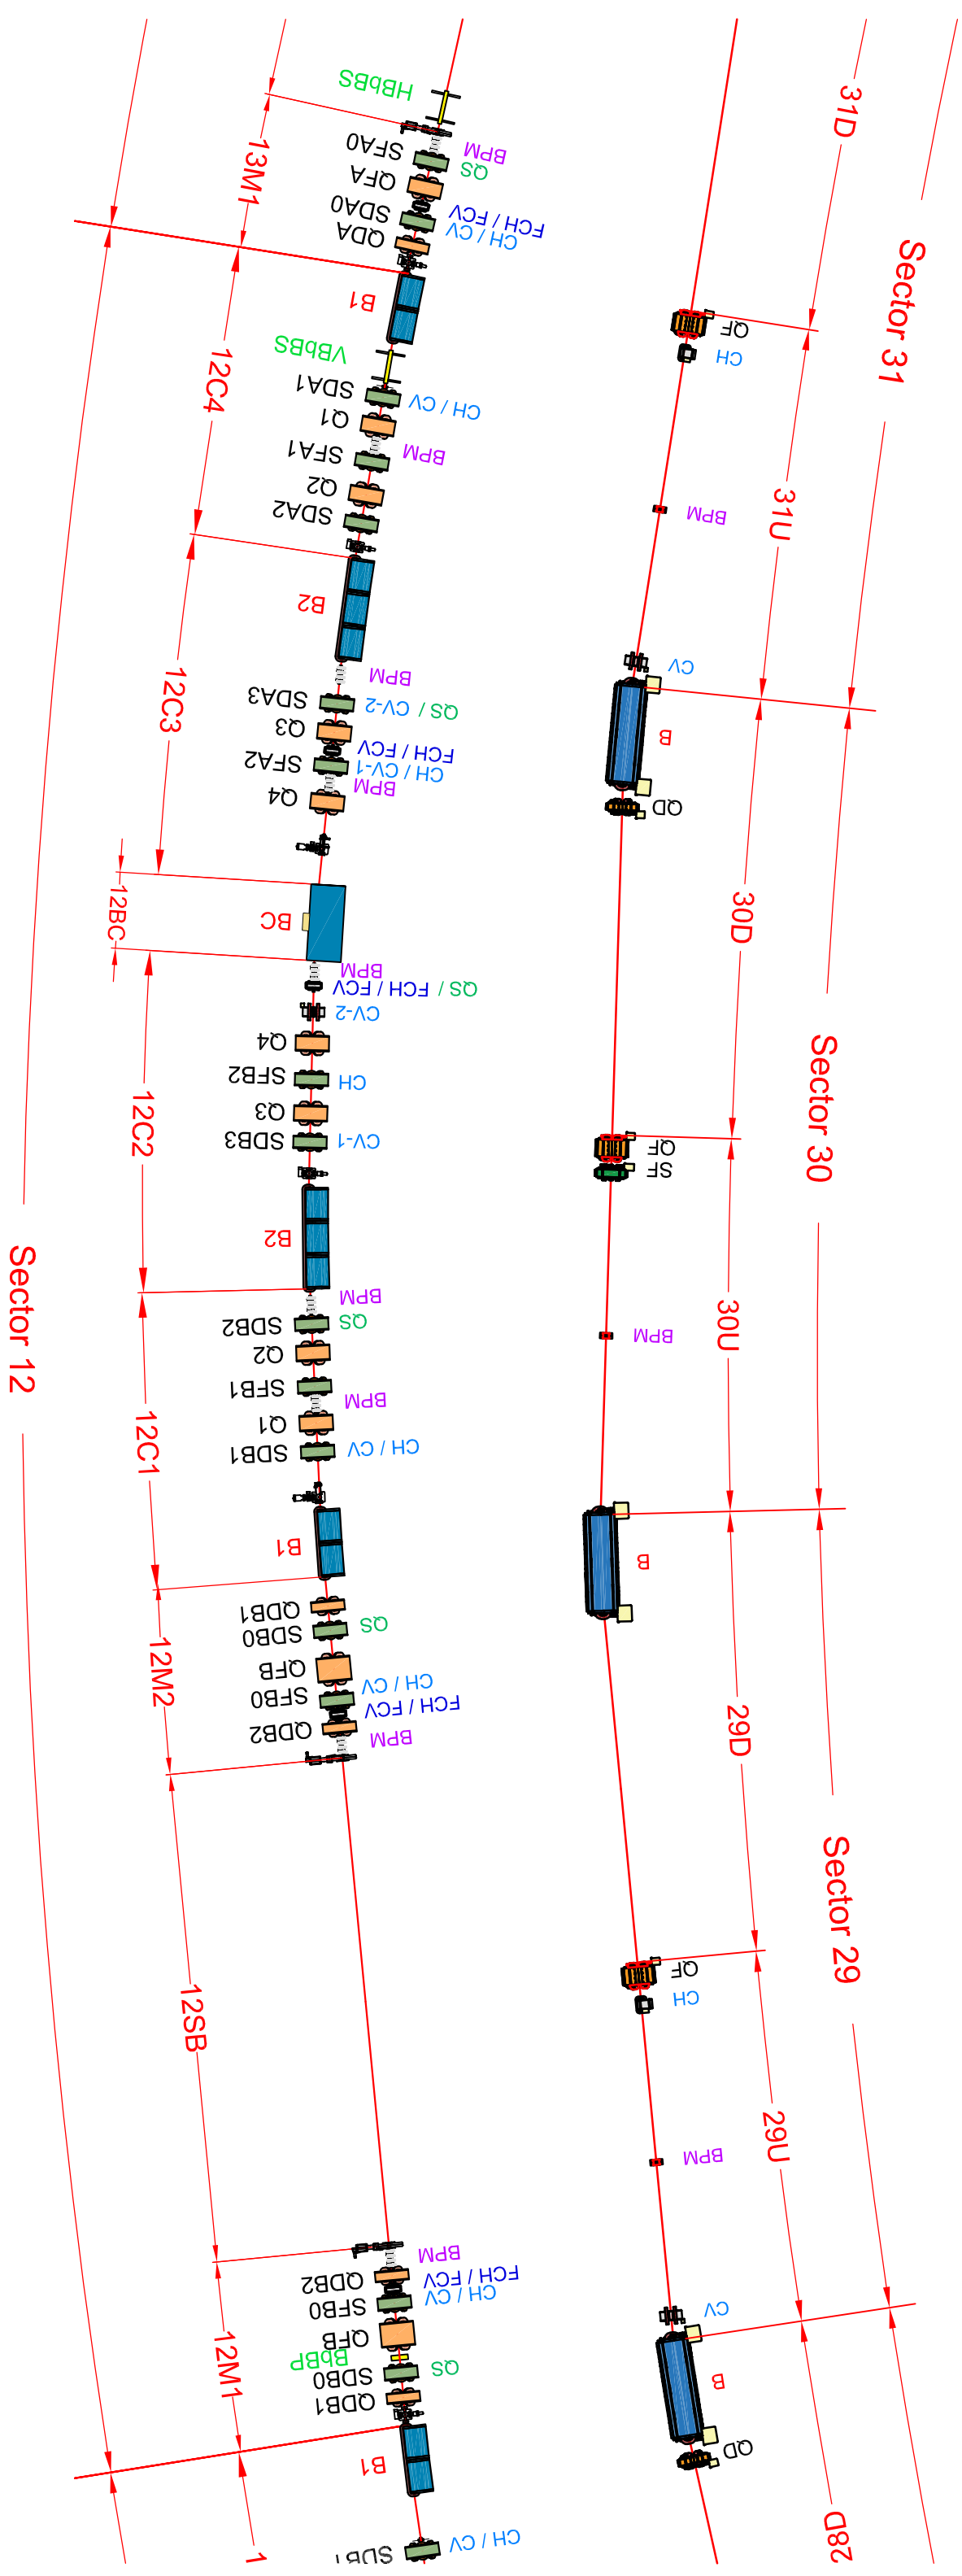 HBbBS
BPM
SFA0
QS
QFA
FCH / FCV
SDA0
CH / CV
QDA
13M1
B1
VBbBS
SDA1
CH / CV
Q1
BPM
SFA1
Q2
SDA2
12C4
B2
BPM
SDA3
QS / CV-2
Q3
FCH / FCV
SFA2
CH / CV-1
BPM
Q4
12C3
BC
12BC
BPM
QS / FCH / FCV
CV-2
Q4
SFB2
CH
Q3
SDB3
CV-1
12C2
B2
BPM
SDB2
QS
Q2
SFB1
BPM
Q1
SDB1
CH / CV
12C1
Sector 12
B1
QDB1
SDB0
QS
QFB
CH / CV
SFB0
FCH / FCV
QDB2
BPM
12M2
12SB
BPM
QDB2
FCH / FCV
SFB0
CH / CV
QFB
BbBP
SDB0
QS
QDB1
12M1
B1
CH / CV
SDB1
1
31D
Sector 31
QF
CH
31U
BPM
CV
B
QD
30D
Sector 30
QF
SF
30U
BPM
B
29D
Sector 29
QF
CH
29U
BPM
CV
B
QD
28D